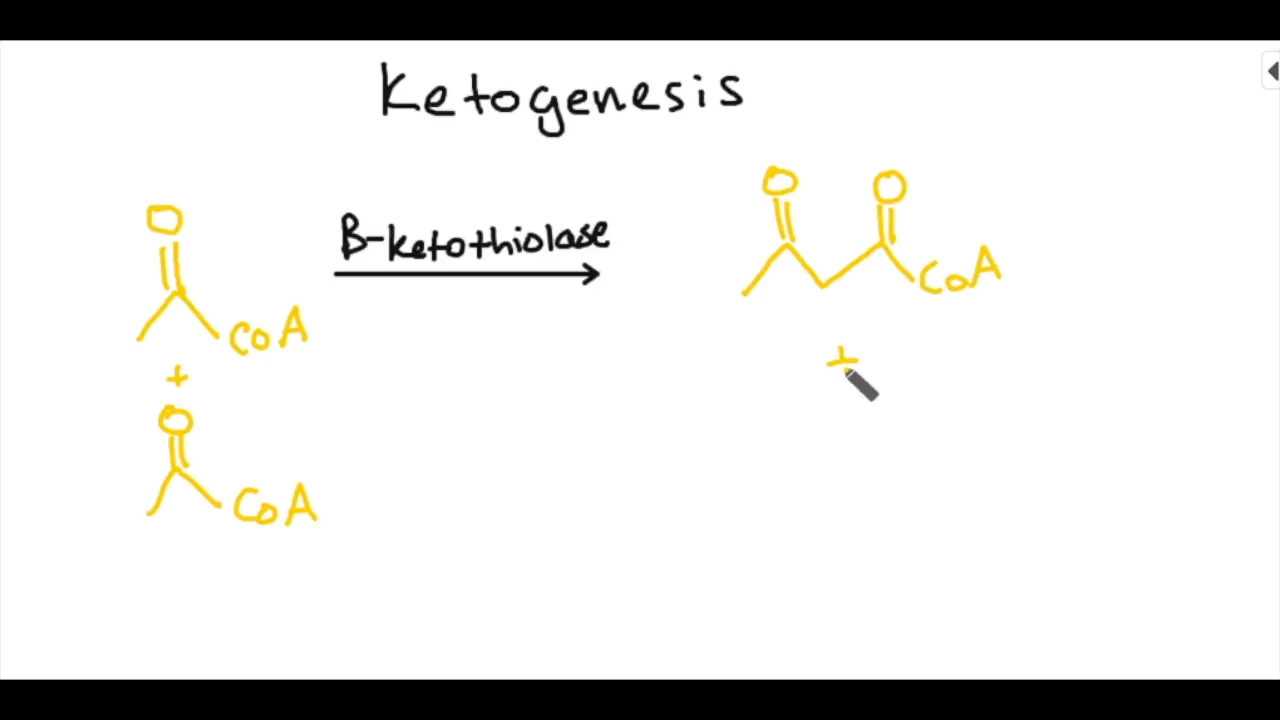 Ketogenesis
O
O O
B-ketothiolase
CoA
CoA
+
+
O
CoA